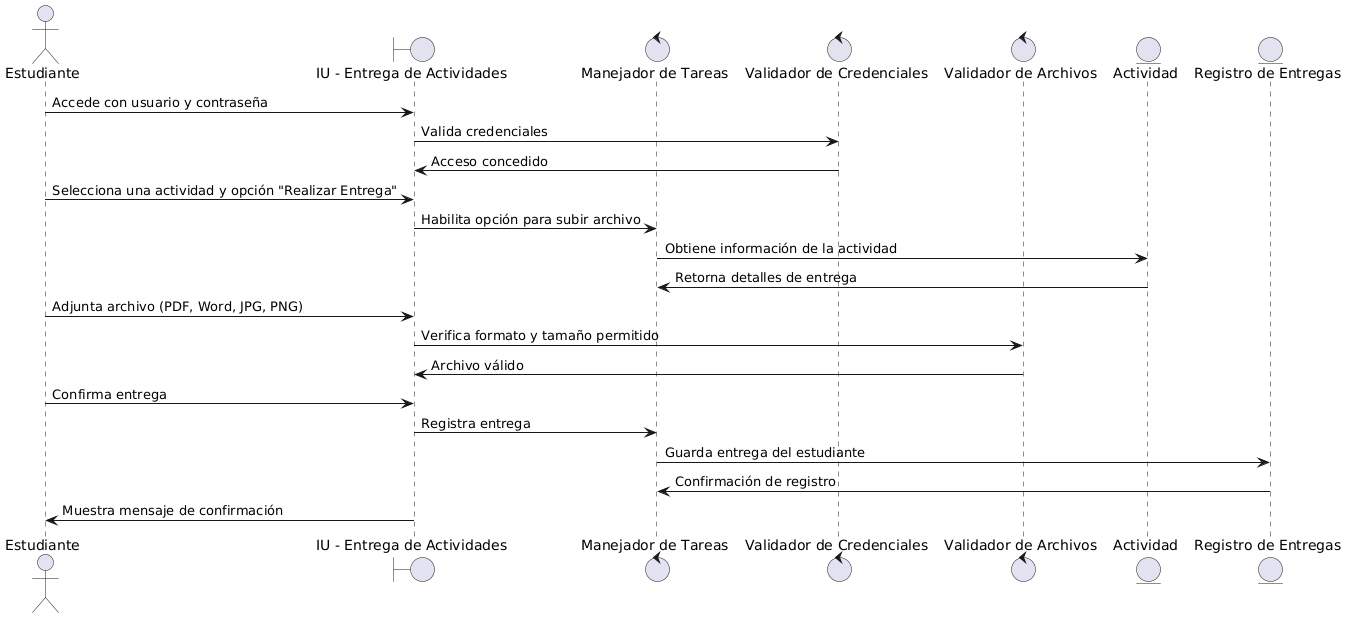 Estudiante
IU - Entrega de Actividades
Manejador de Tareas
Validador de Credenciales
Validador de Archivos
Actividad
Registro de Entregas
Accede con usuario y contraseña
Valida credenciales
Acceso concedido
Selecciona una actividad y opción "Realizar Entrega"
Habilita opción para subir archivo
Obtiene información de la actividad
Retorna detalles de entrega
Adjunta archivo (PDF, Word, JPG, PNG)
Verifica formato y tamaño permitido
Archivo válido
Confirma entrega
Registra entrega
Guarda entrega del estudiante
Confirmación de registro
Muestra mensaje de confirmación
Estudiante
IU - Entrega de Actividades
Manejador de Tareas
Validador de Credenciales
Validador de Archivos
Actividad
Registro de Entregas